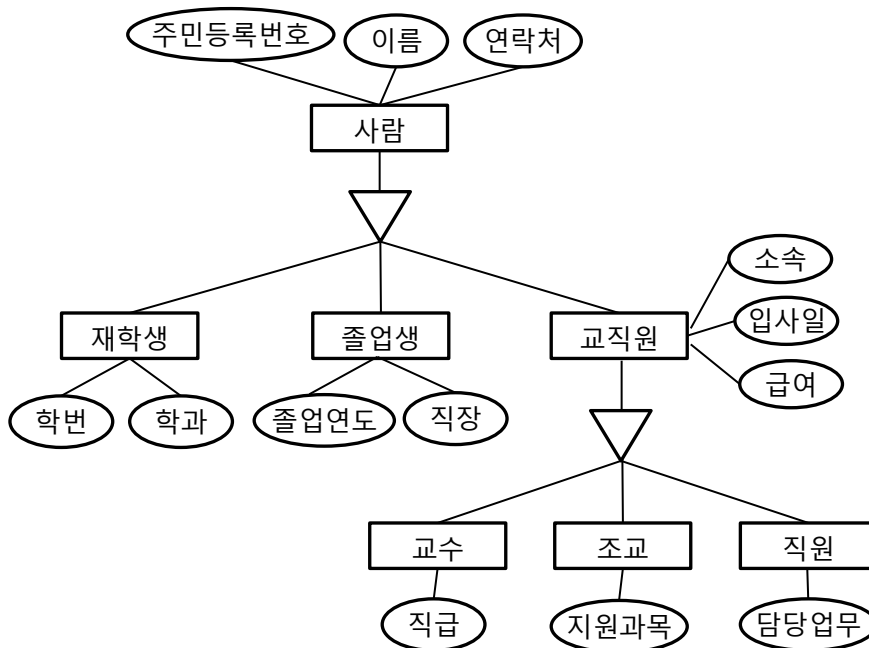 주민등록번호
이름
연락처
사람
소속
입사일
급여
재학생
졸업생
교직원
학번
학과
졸업연도
직장
교수
조교
직원
직급
지원과목
담당업무